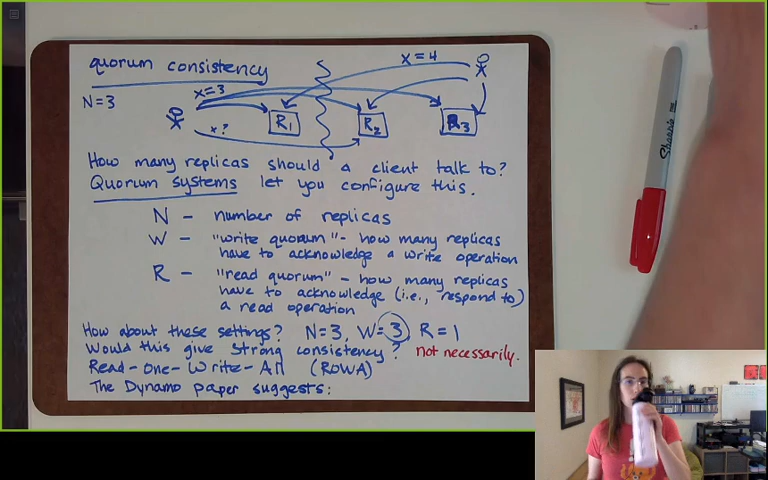 quorum consistency
x=4
N=3
x=3
R1
R2
R3
x?
How many replicas should a client talk to?
Quorum systems let you configure this.
N - number of replicas
W - "write quorum" - how many replicas
have to acknowledge a write operation
R - "read quorum" - how many replicas
have to acknowledge (i.e., respond to)
a read operation
How about these settings? N=3, W=3 R=1
Would this give strong consistency? not necessarily.
Read-One-Write-All (ROWA)
The Dynamo paper suggests:
Sharpie